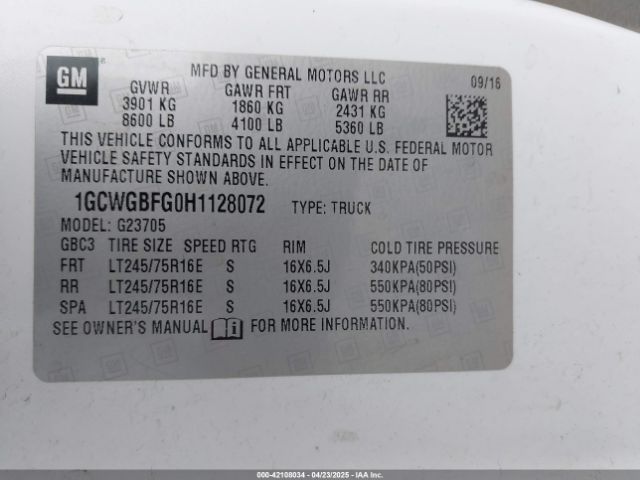 GM
MFD BY GENERAL MOTORS LLC 09/16
GVWR GAWR FRT GAWR RR
3901 KG 1860 KG 2431 KG
8600 LB 4100 LB 5360 LB
THIS VEHICLE CONFORMS TO ALL APPLICABLE U.S. FEDERAL MOTOR
VEHICLE SAFETY STANDARDS IN EFFECT ON THE DATE OF
MANUFACTURE SHOWN ABOVE.
1GCWGBFG0H1128072 TYPE: TRUCK
MODEL: G23705
GBC3 TIRE SIZE SPEED RTG RIM COLD TIRE PRESSURE
FRT LT245/75R16E S 16X6.5J 340KPA(50PSI)
RR LT245/75R16E S 16X6.5J 550KPA(80PSI)
SPA LT245/75R16E S 16X6.5J 550KPA(80PSI)
SEE OWNER'S MANUAL FOR MORE INFORMATION.
000-42108034 - 04/23/2025 - IAAI